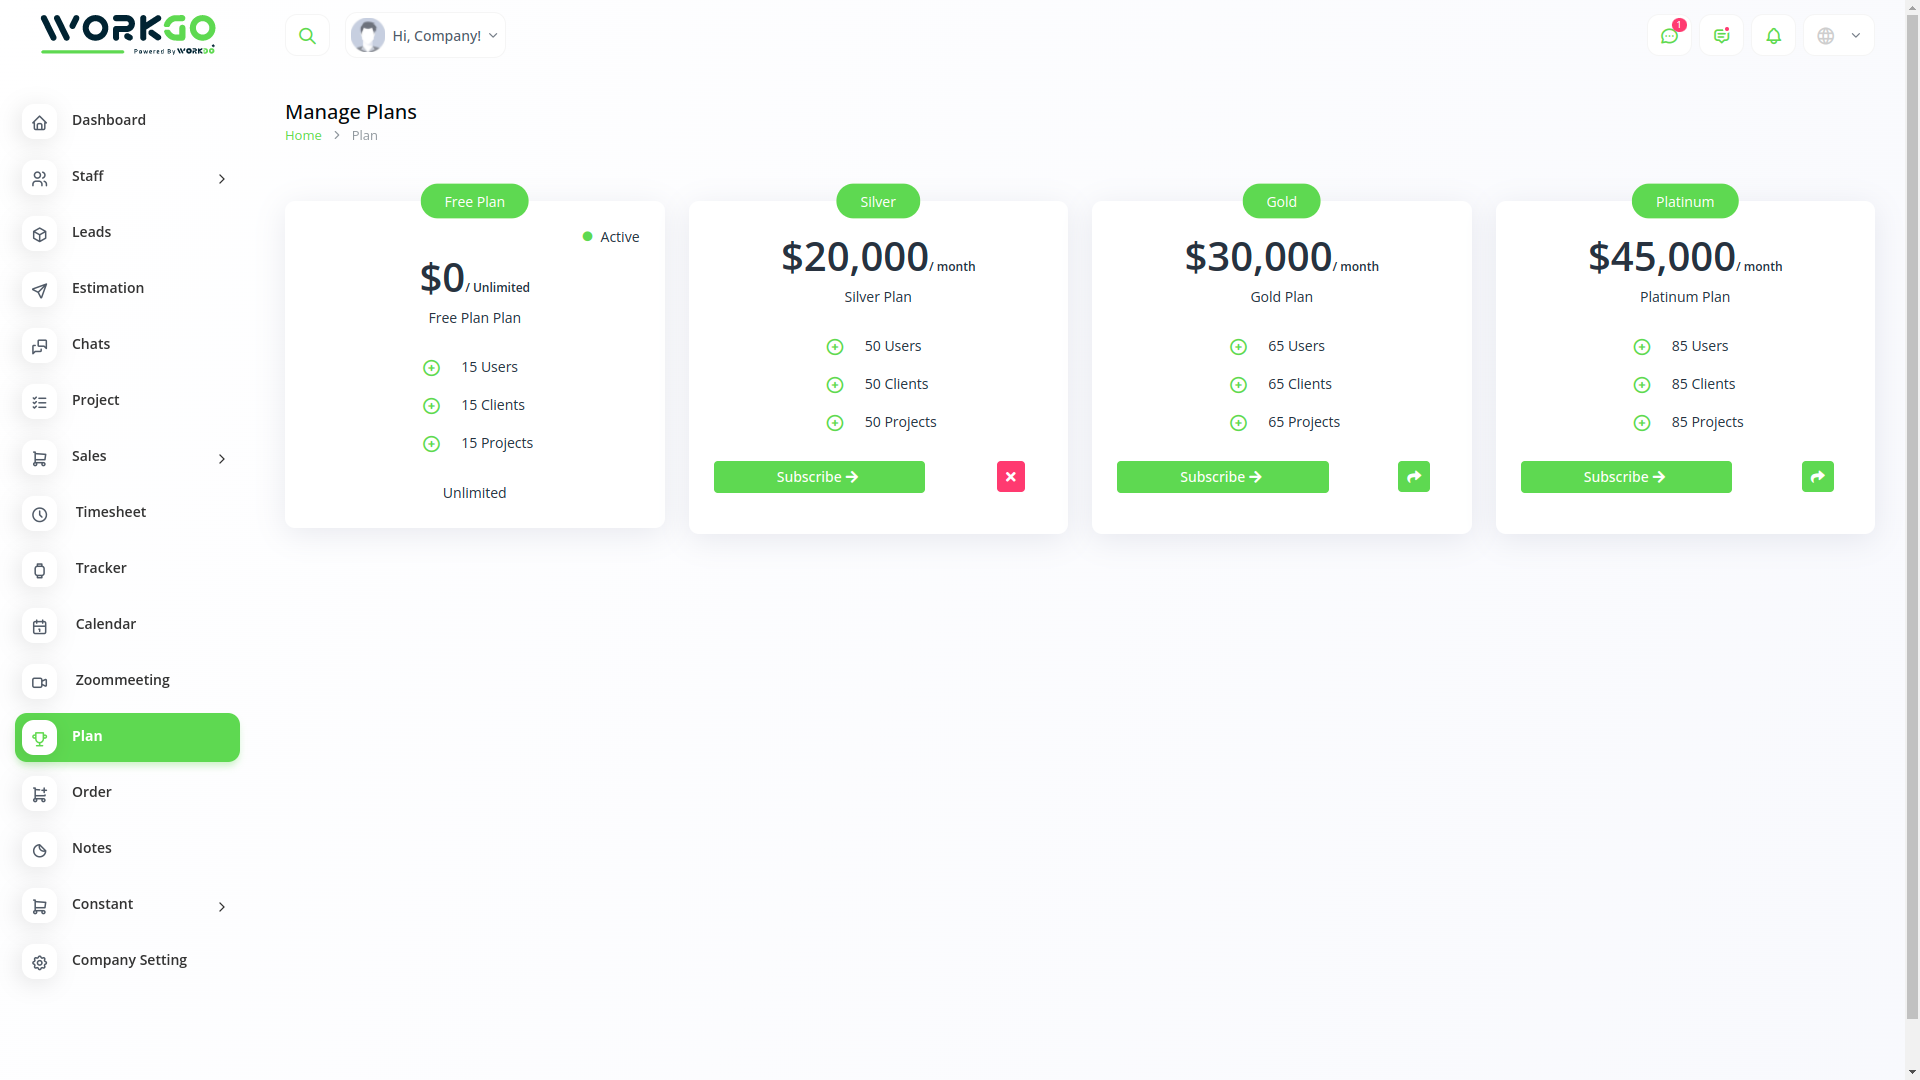 WORKGO
Powered By WORKGO
Hi, Company!
1
Dashboard
Staff
Leads
Estimation
Chats
Project
Sales
Timesheet
Tracker
Calendar
Zoommeeting
Plan
Order
Notes
Constant
Company Setting
Manage Plans
Home > Plan
Free Plan
Active
$0/ Unlimited
Free Plan Plan
15 Users
15 Clients
15 Projects
Unlimited
Silver
$20,000/ month
Silver Plan
50 Users
50 Clients
50 Projects
Subscribe
Gold
$30,000/ month
Gold Plan
65 Users
65 Clients
65 Projects
Subscribe
Platinum
$45,000/ month
Platinum Plan
85 Users
85 Clients
85 Projects
Subscribe